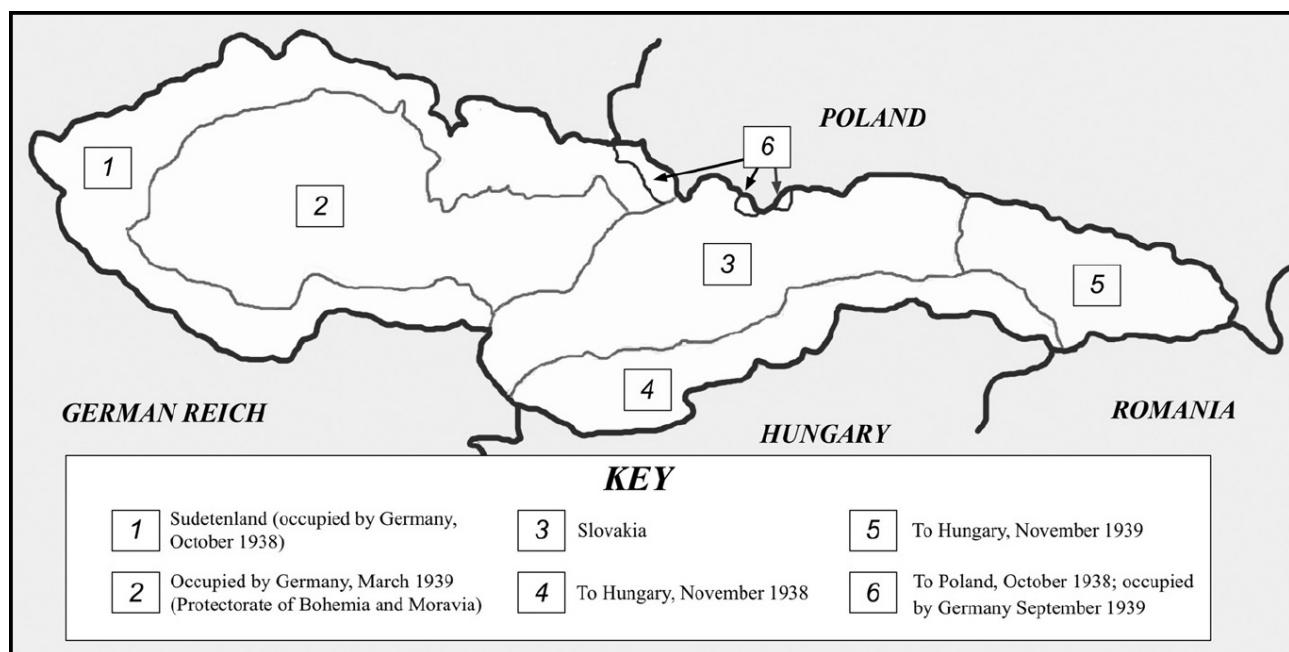 POLAND
6
1
2
3
5
4
GERMAN REICH
HUNGARY
ROMANIA
KEY
1 Sudetenland (occupied by Germany,
October 1938)
3 Slovakia
5 To Hungary, November 1939
2 Occupied by Germany, March 1939
(Protectorate of Bohemia and Moravia)
4 To Hungary, November 1938
6 To Poland, October 1938; occupied
by Germany September 1939